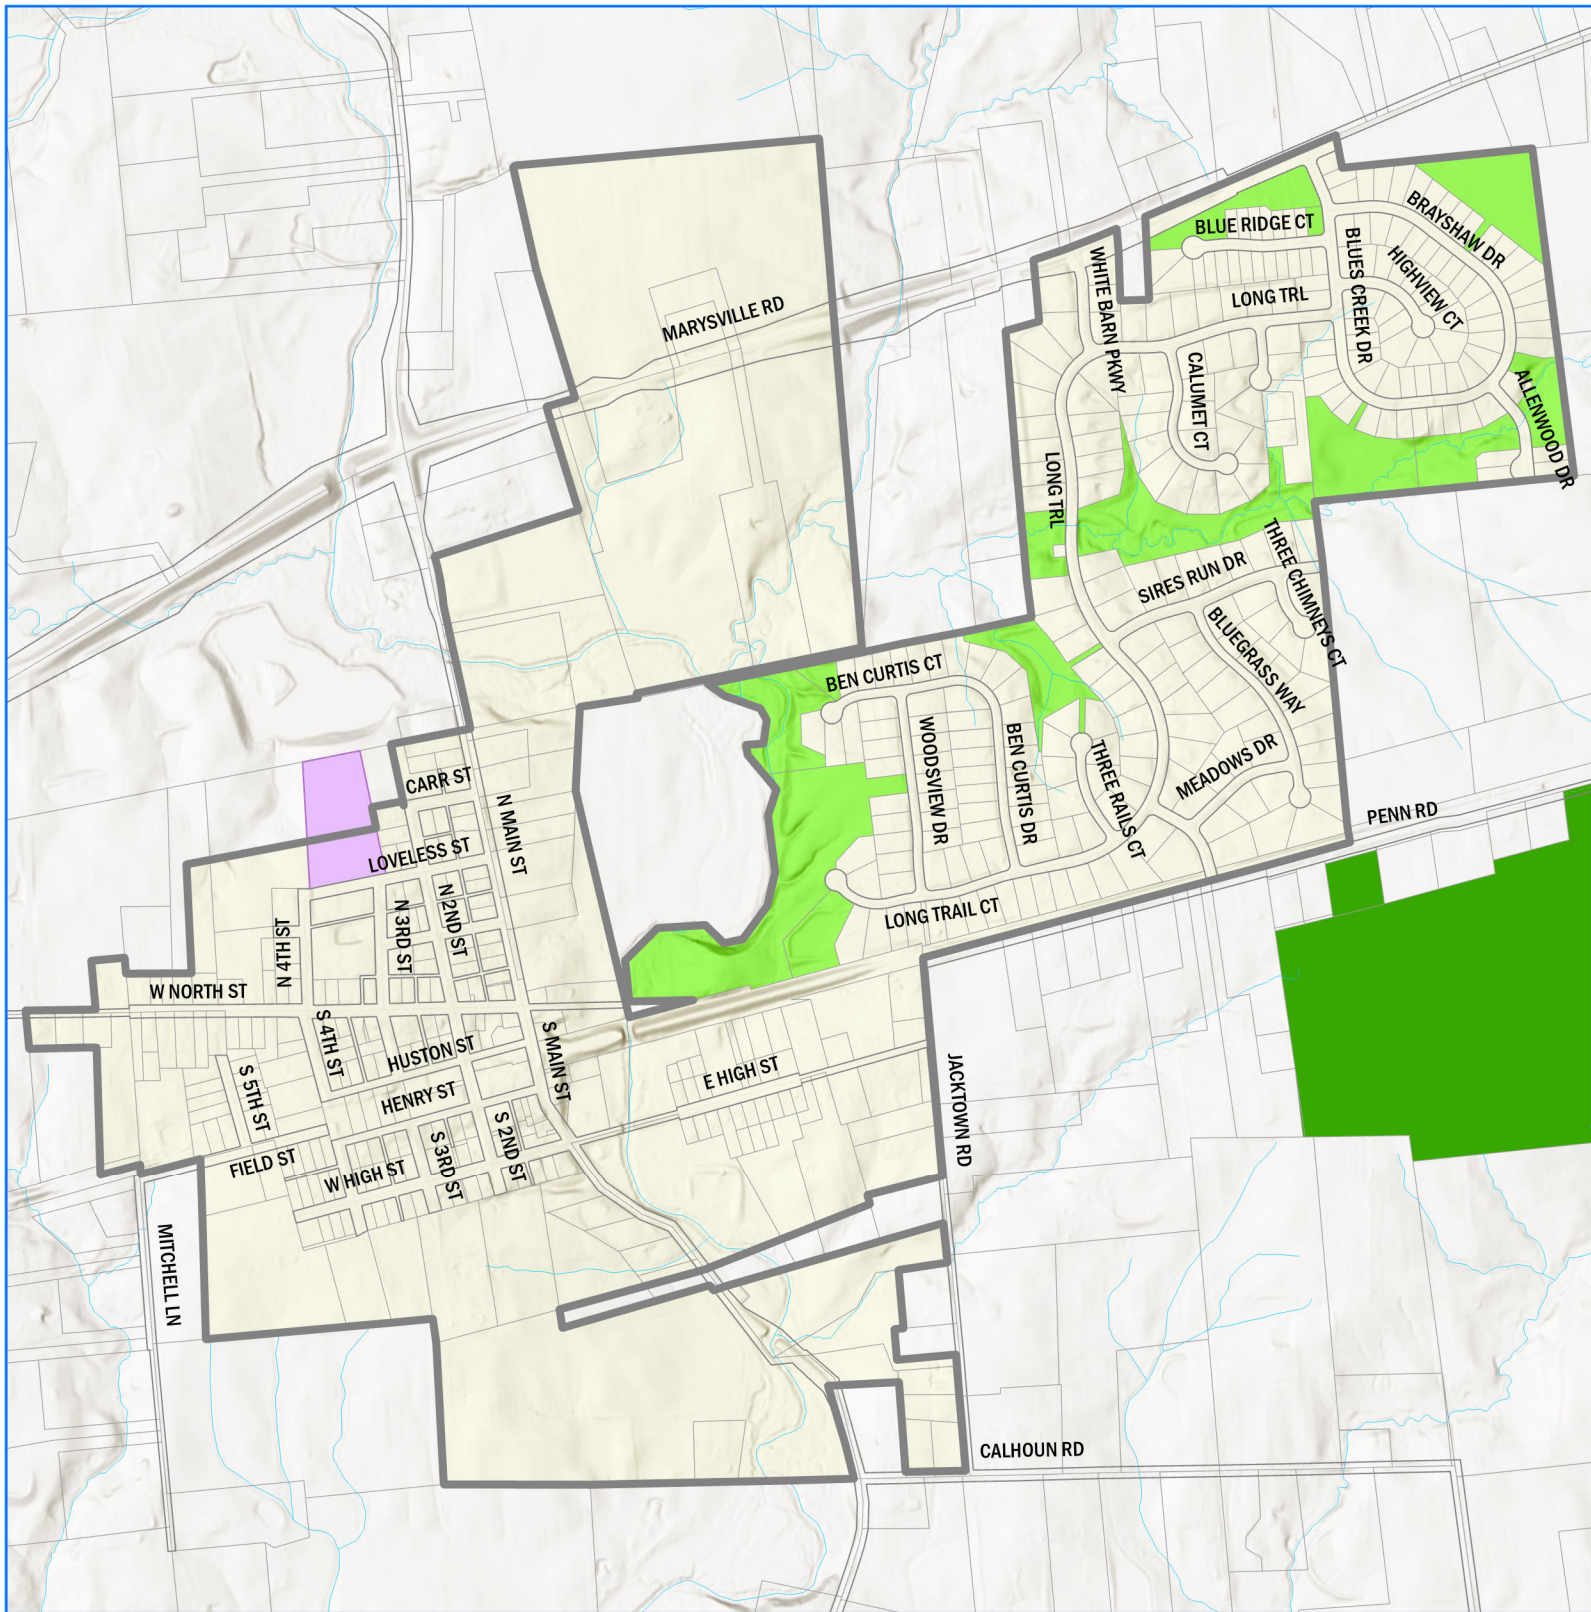 BRAYSHAW DR
BLUE RIDGE CT
BLUES CREEK DR
HIGHVIEW CT
WHITE BARN PKWY
LONG TRL
MARYSVILLE RD
CALUMET CT
ALLENWOOD DR
LONG TRL
THREE CHIMNEYS CT
SIRES RUN DR
BLUEGRASS WAY
BEN CURTIS CT
WOODSVIEW DR
BEN CURTIS DR
THREE RAILS CT
MEADOWS DR
CARR ST
N MAIN ST
PENN RD
LOVELESS ST
N 2ND ST
N 3RD ST
N 4TH ST
LONG TRAIL CT
W NORTH ST
S 4TH ST
HUSTON ST
S MAIN ST
S 5TH ST
HENRY ST
E HIGH ST
JACKTOWN RD
S 2ND ST
S 3RD ST
FIELD ST
W HIGH ST
MITCHELL LN
CALHOUN RD